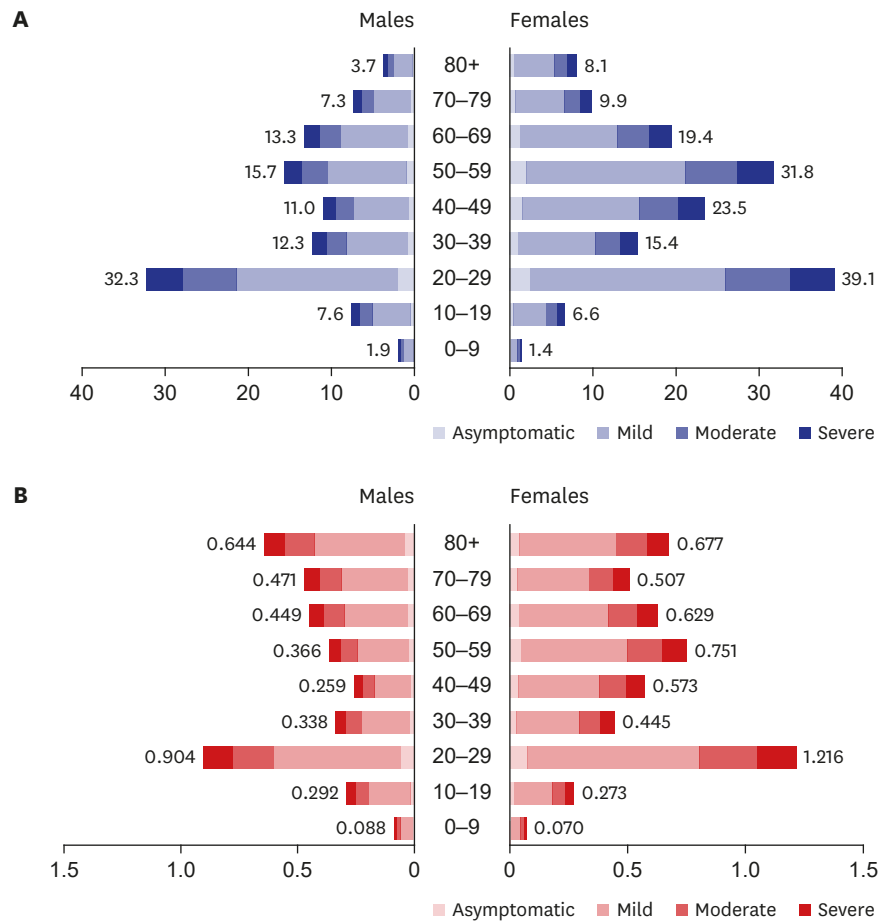 A
Males Females
3.7 80+ 8.1
7.3 70–79 9.9
13.3 60–69 19.4
15.7 50–59 31.8
11.0 40–49 23.5
12.3 30–39 15.4
32.3 20–29 39.1
7.6 10–19 6.6
1.9 0–9 1.4
40 30 20 10 0 0 10 20 30 40
Asymptomatic Mild Moderate Severe
B
Males Females
0.644 80+ 0.677
0.471 70–79 0.507
0.449 60–69 0.629
0.366 50–59 0.751
0.259 40–49 0.573
0.338 30–39 0.445
0.904 20–29 1.216
0.292 10–19 0.273
0.088 0–9 0.070
1.5 1.0 0.5 0 0 0.5 1.0 1.5
Asymptomatic Mild Moderate Severe